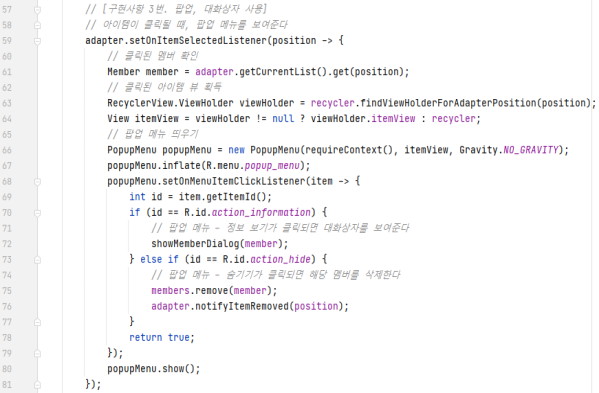 57 // [구현사항 3번. 팝업, 대화상자 사용]
58 // 아이템이 클릭될 때, 팝업 메뉴를 보여준다
59 adapter.setOnItemSelectedListener(position -> {
60 // 클릭된 멤버 확인
61 Member member = adapter.getCurrentList().get(position);
62 // 클릭된 아이템 뷰 획득
63 RecyclerView.ViewHolder viewHolder = recycler.findViewHolderForAdapterPosition(position);
64 View itemView = viewHolder != null ? viewHolder.itemView : recycler;
65 // 팝업 메뉴 띄우기
66 PopupMenu popupMenu = new PopupMenu(requireContext(), itemView, Gravity.NO_GRAVITY);
67 popupMenu.inflate(R.menu.popup_menu);
68 popupMenu.setOnMenuItemClickListener(item -> {
69 int id = item.getItemId();
70 if (id == R.id.action_information) {
71 // 팝업 메뉴 - 정보 보기가 클릭되면 대화상자를 보여준다
72 showMemberDialog(member);
73 } else if (id == R.id.action_hide) {
74 // 팝업 메뉴 - 숨기기가 클릭되면 해당 멤버를 삭제한다
75 members.remove(member);
76 adapter.notifyItemRemoved(position);
77 }
78 return true;
79 });
80 popupMenu.show();
81 });